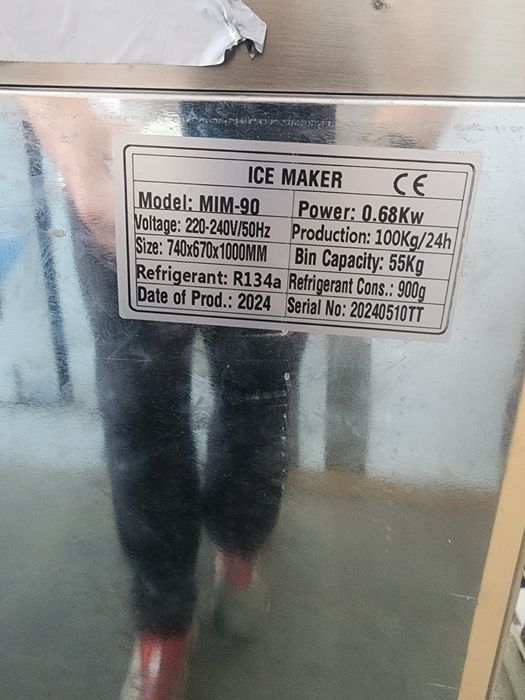 ICE MAKER CE
Model: MIM-90 Power: 0.68Kw
Voltage: 220-240V/50Hz Production: 100Kg/24h
Size: 740x670x1000MM Bin Capacity: 55Kg
Refrigerant: R134a Refrigerant Cons.: 900g
Date of Prod.: 2024 Serial No: 20240510TT